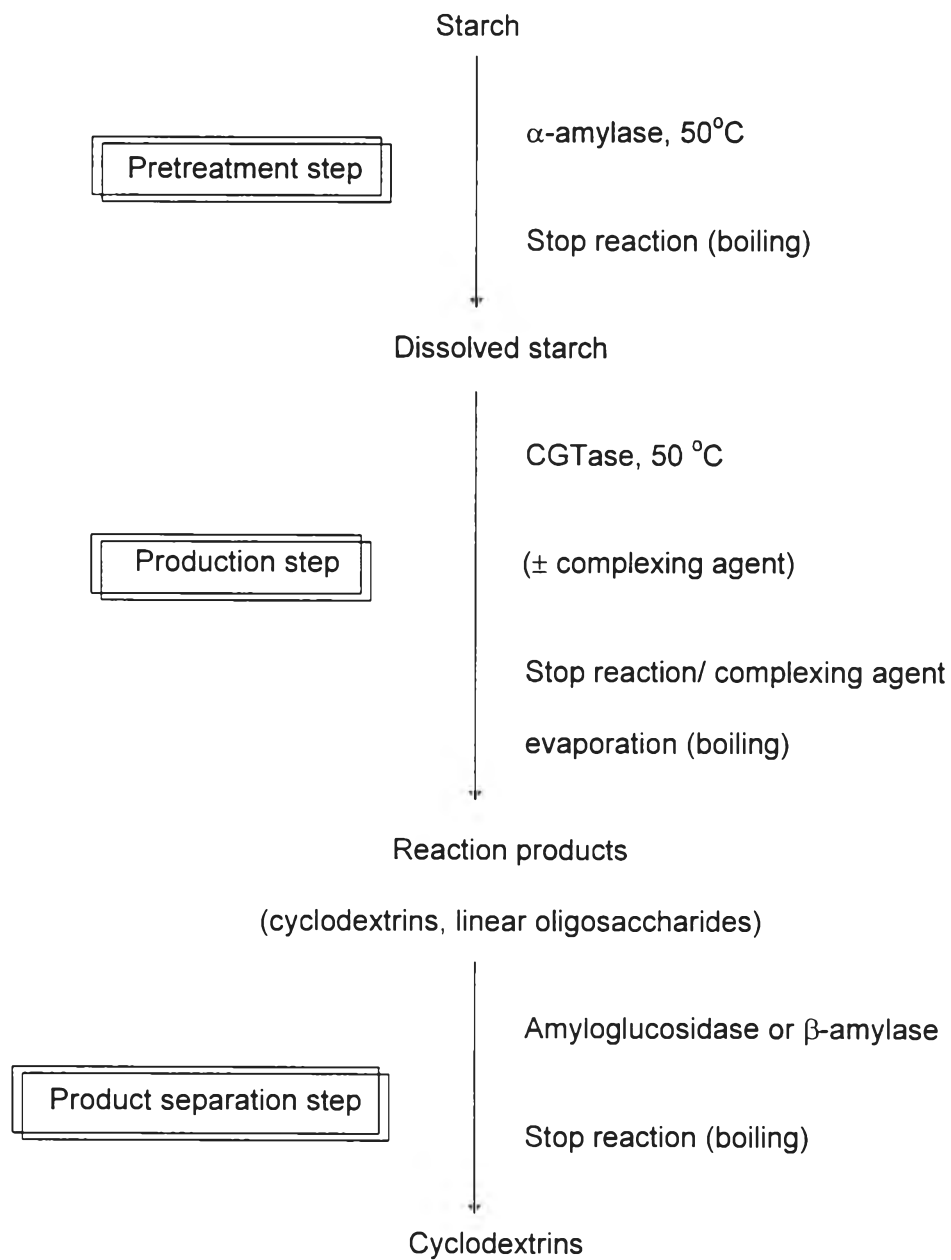 Starch
α-amylase, 50°C
Pretreatment step
Stop reaction (boiling)
Dissolved starch
CGTase, 50 °C
Production step
(± complexing agent)
Stop reaction/ complexing agent
evaporation (boiling)
Reaction products
(cyclodextrins, linear oligosaccharides)
Amyloglucosidase or β-amylase
Product separation step
Stop reaction (boiling)
Cyclodextrins